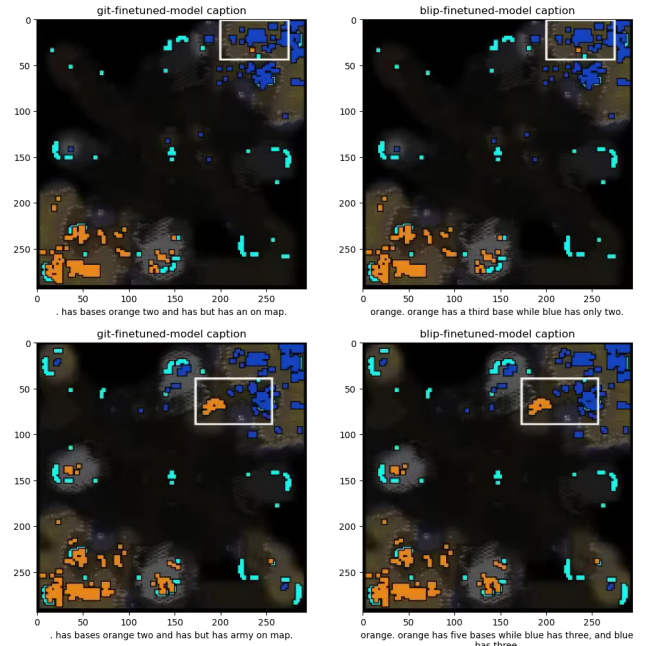 git-finetuned-model caption
blip-finetuned-model caption
0
50
100
150
200
250
0 50 100 150 200 250
. has bases orange two and has but has an on map.
0
50
100
150
200
250
0 50 100 150 200 250
orange. orange has a third base while blue has only two.
git-finetuned-model caption
blip-finetuned-model caption
0
50
100
150
200
250
0 50 100 150 200 250
. has bases orange two and has but has army on map.
0
50
100
150
200
250
0 50 100 150 200 250
orange. orange has five bases while blue has three, and blue
has three